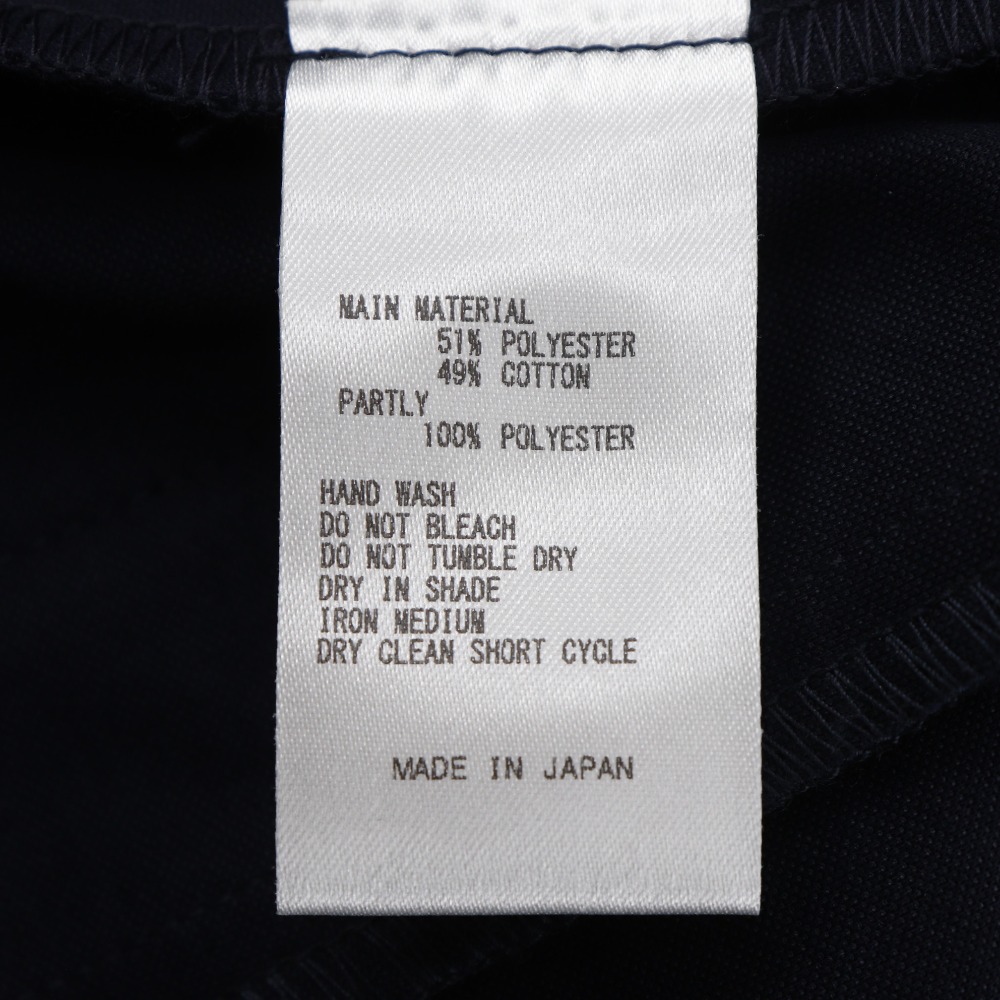 MAIN MATERIAL
51% POLYESTER
49% COTTON
PARTLY
100% POLYESTER
HAND WASH
DO NOT BLEACH
DO NOT TUMBLE DRY
DRY IN SHADE
IRON MEDIUM
DRY CLEAN SHORT CYCLE
MADE IN JAPAN